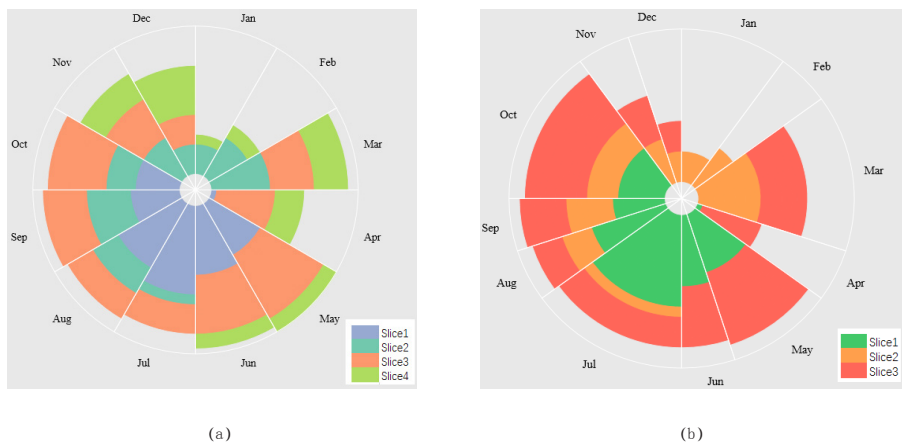 Dec
Jan
Nov
Feb
Oct
Mar
Sep
Apr
Aug
May
Jul
Jun
Slice1
Slice2
Slice3
Slice4
(a)
Dec
Jan
Nov
Feb
Oct
Mar
Sep
Apr
Aug
May
Jul
Jun
Slice1
Slice2
Slice3
(b)